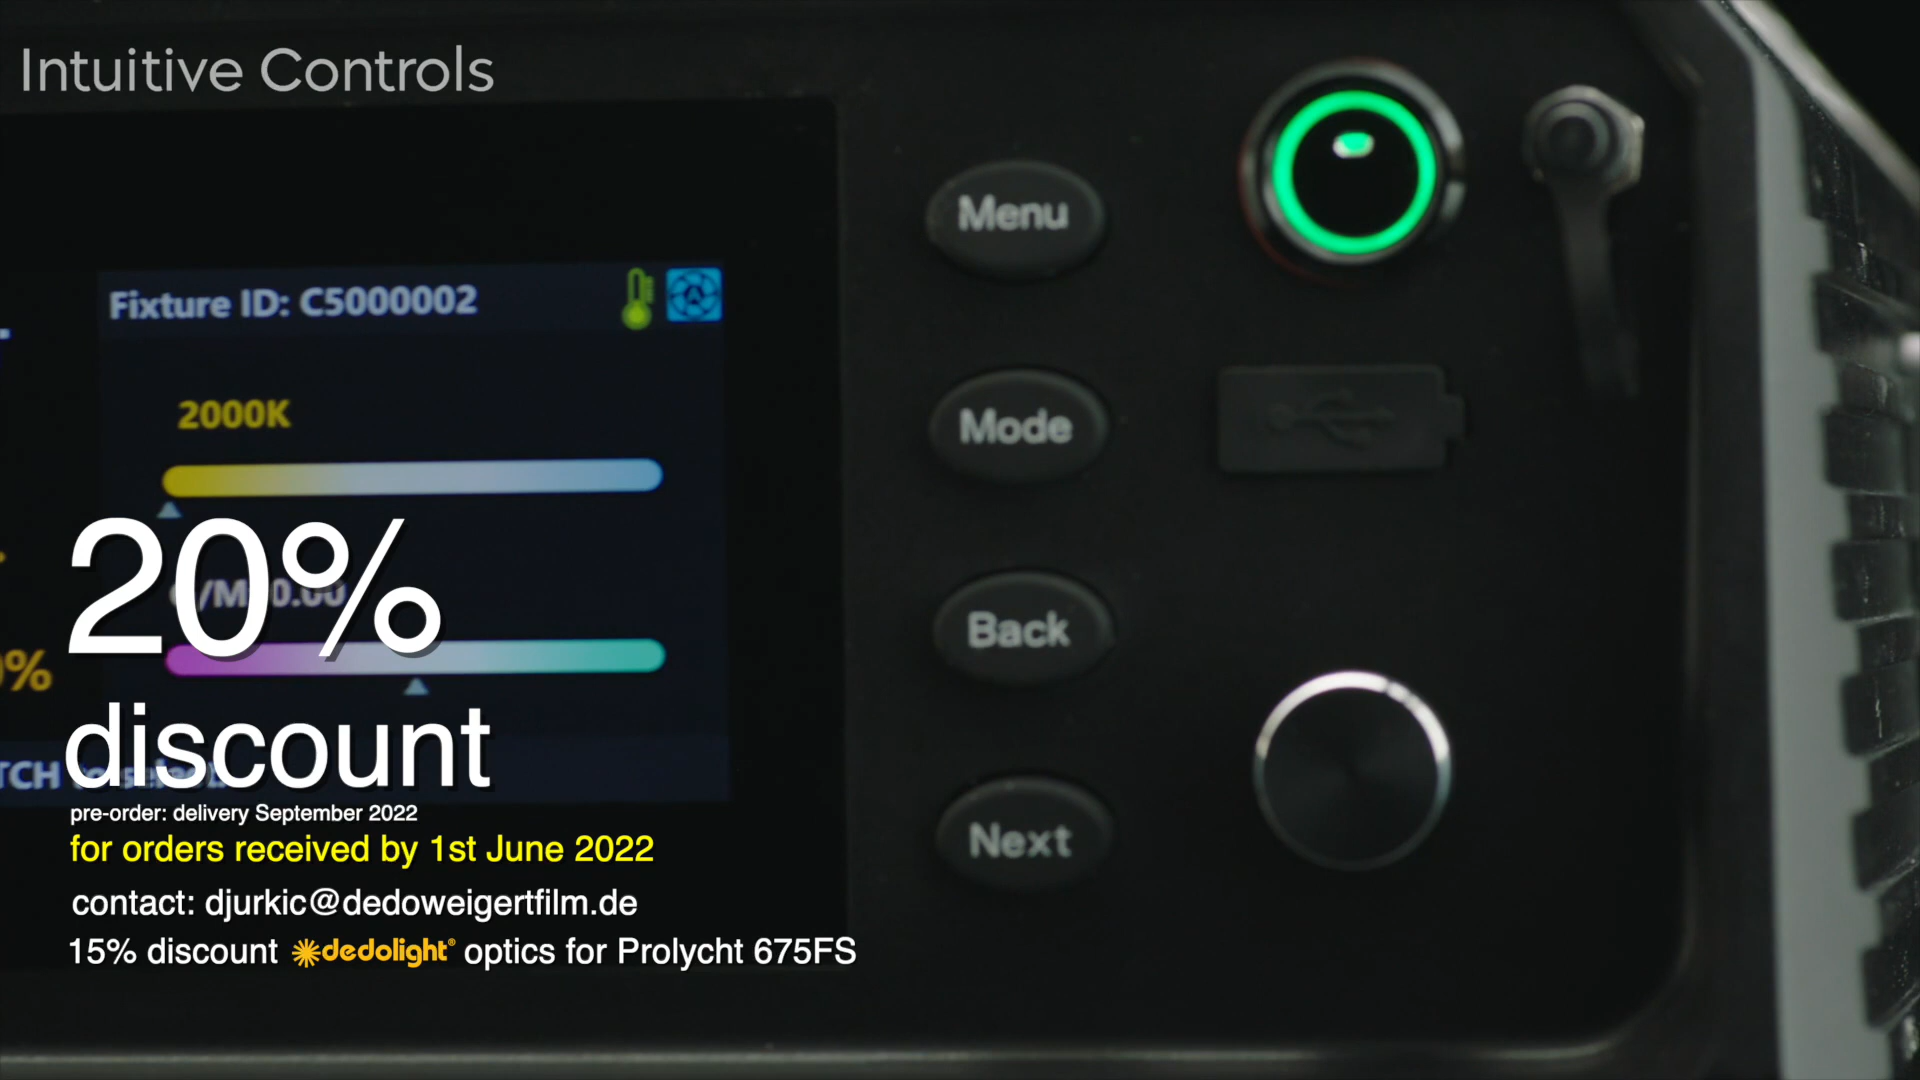 Intuitive Controls
Menu
Fixture ID: C5000002
2000K
Mode
20%
Back
discount
pre-order: delivery September 2022
for orders received by 1st June 2022
Next
contact: djurkic@dedoweigertfilm.de
15% discount dedolight® optics for Prolycht 675FS